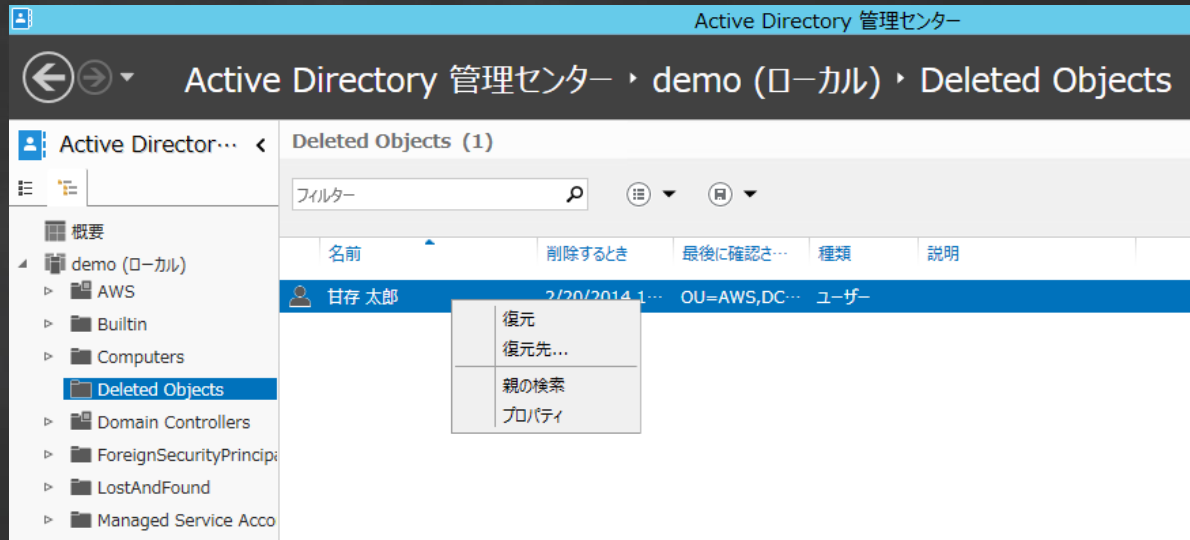 Active Directory 管理センター
Active Directory 管理センター ‣ demo (ローカル) ‣ Deleted Objects
Active Director… <
Deleted Objects (1)
フィルター
概要
demo (ローカル)
AWS
Builtin
Computers
Deleted Objects
Domain Controllers
ForeignSecurityPrincipa
LostAndFound
Managed Service Acco
名前 削除するとき 最後に確認さ… 種類 説明
甘存 太郎 2/20/2014 1… OU=AWS,DC… ユーザー
復元
復元先...
親の検索
プロパティ